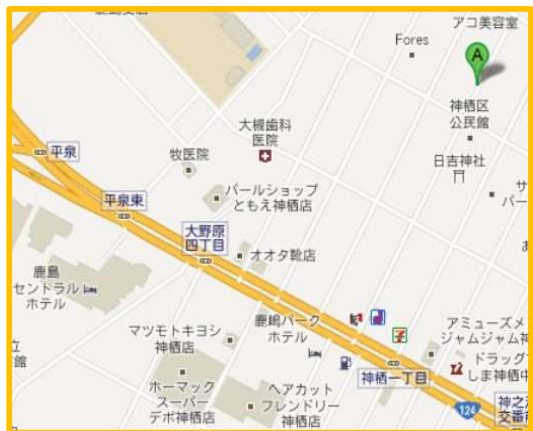 アコ美容室
Fores
A
神栖区
公民館
大槻歯科
医院
牧医院
平泉
日吉神社
パールショップ
ともえ神栖店
平泉東
大野原
四丁目
オオタ靴店
鹿島
セントラル
ホテル
鹿嶋パーク
ホテル
マツモトキヨシ
神栖店
アミューズメ
ジャムジャム神
ドラッグ
しま神栖中
神栖一丁目
ホーマック
スーパー
デポ神栖店
ヘアカット
フレンドリー
神栖店
124
交番前